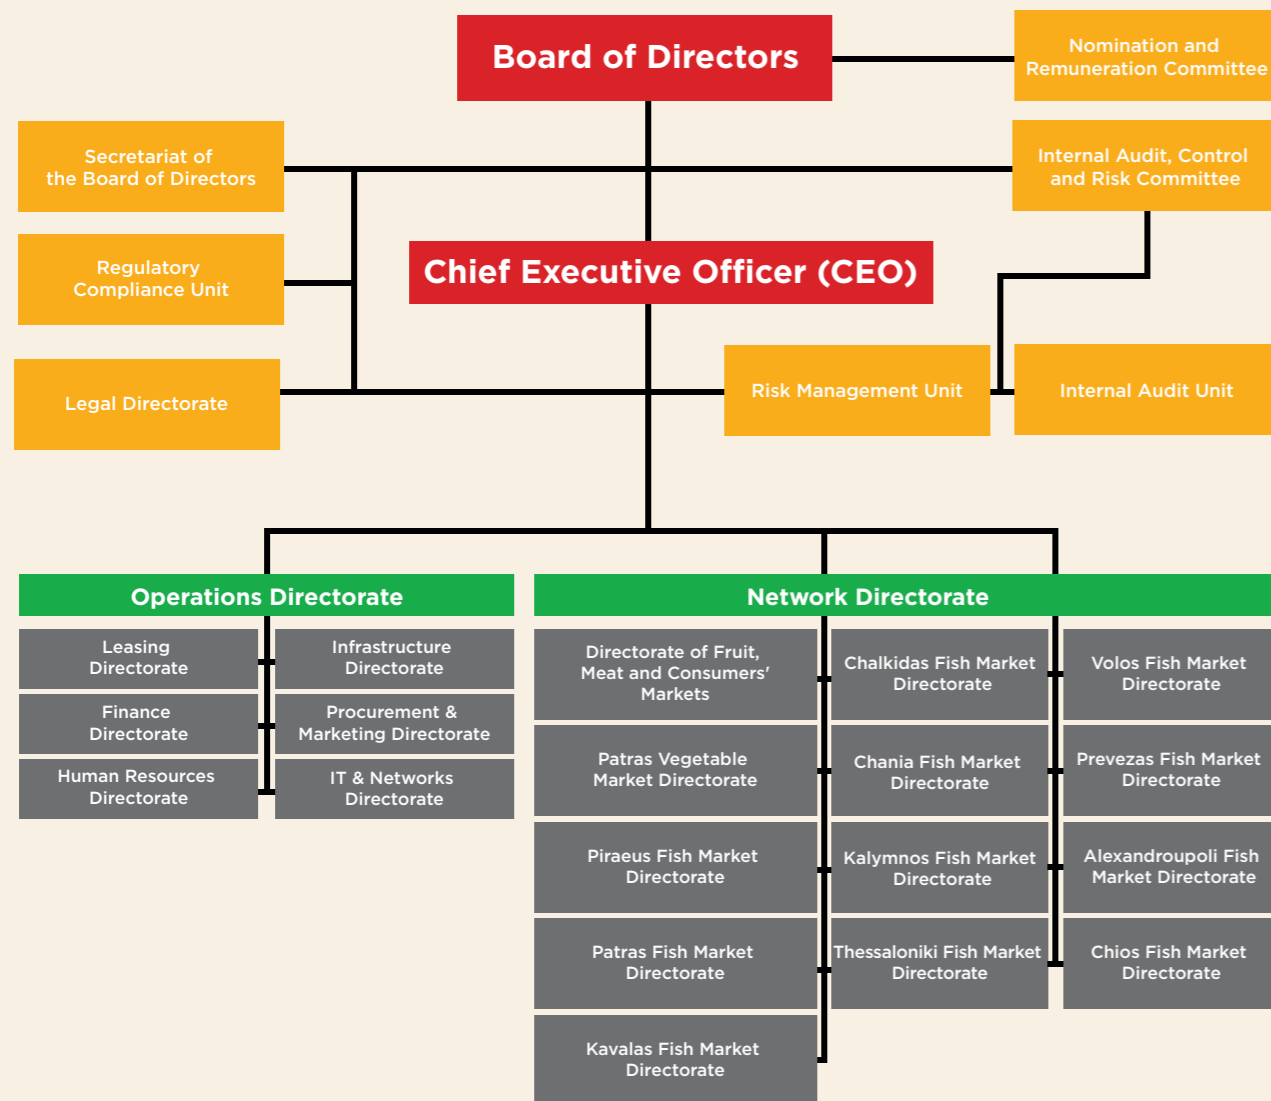 Board of Directors
Nomination and
Remuneration Committee
Secretariat of
the Board of Directors
Internal Audit, Control
and Risk Committee
Regulatory
Compliance Unit
Chief Executive Officer (CEO)
Legal Directorate
Risk Management Unit
Internal Audit Unit
Operations Directorate
Leasing
Directorate
Infrastructure
Directorate
Finance
Directorate
Procurement &
Marketing Directorate
Human Resources
Directorate
IT & Networks
Directorate
Network Directorate
Directorate of Fruit,
Meat and Consumers'
Markets
Chalkidas Fish Market
Directorate
Volos Fish Market
Directorate
Patras Vegetable
Market Directorate
Chania Fish Market
Directorate
Prevezas Fish Market
Directorate
Piraeus Fish Market
Directorate
Kalymnos Fish Market
Directorate
Alexandroupoli Fish
Market Directorate
Patras Fish Market
Directorate
Thessaloniki Fish Market
Directorate
Chios Fish Market
Directorate
Kavalas Fish Market
Directorate